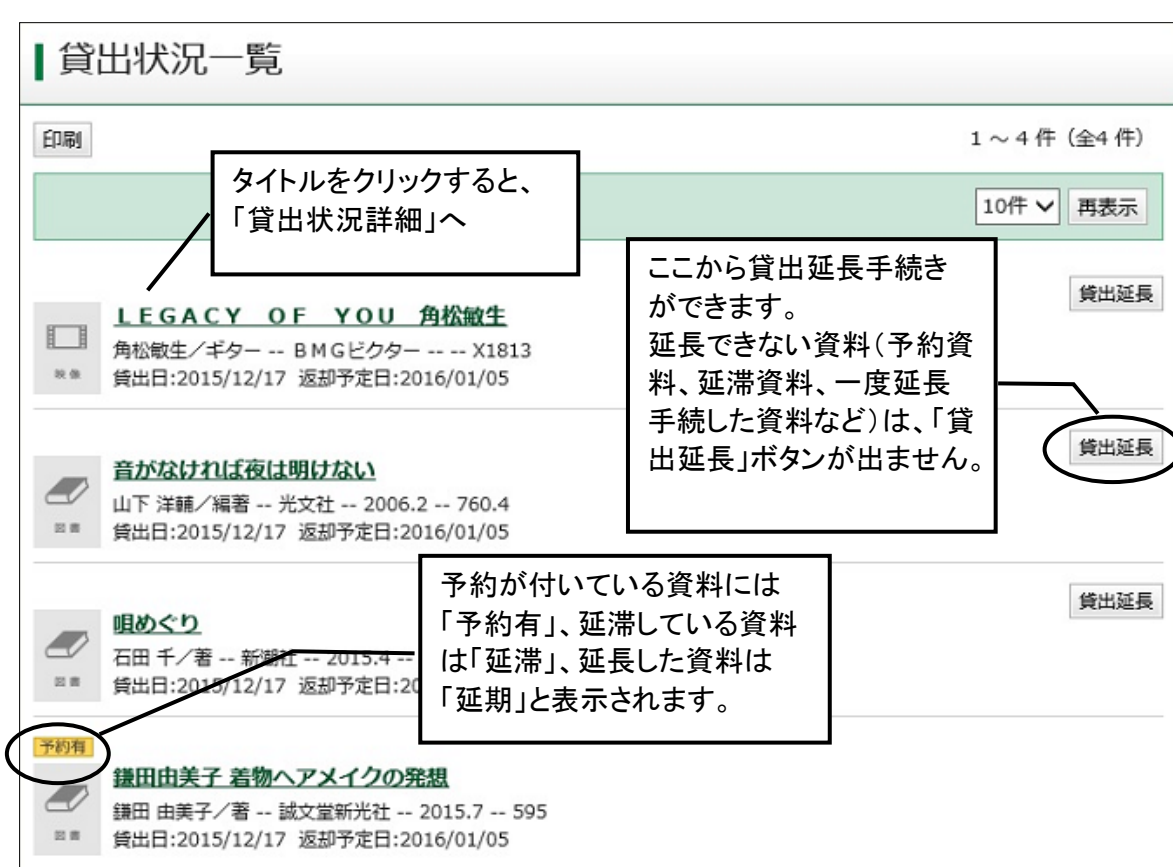 貸出状況一覧
印刷
1 ～ 4 件（全4 件）
タイトルをクリックすると、
「貸出状況詳細」へ
10件
再表示
ここから貸出延長手続き
ができます。
延長できない資料（予約資
料、延滞資料、一度延長
手続した資料など）は、「貸
出延長」ボタンが出ません。
貸出延長
ＬＥＧＡＣＹ　ＯＦ　ＹＯＵ　角松敏生
角松敏生／ギター -- ＢＭＧビクター -- -- X1813
映像
貸出日:2015/12/17 返却予定日:2016/01/05
貸出延長
音がなければ夜は明けない
山下 洋輔／編著 -- 光文社 -- 2006.2 -- 760.4
図書
貸出日:2015/12/17 返却予定日:2016/01/05
予約が付いている資料には
「予約有」、延滞している資料
は「延滞」、延長した資料は
「延期」と表示されます。
貸出延長
唄めぐり
石田 千／著 -- 新潮社 -- 2015.4 --
図書
貸出日:2015/12/17 返却予定日:20
予約有
鎌田由美子 着物ヘアメイクの発想
鎌田 由美子／著 -- 誠文堂新光社 -- 2015.7 -- 595
図書
貸出日:2015/12/17 返却予定日:2016/01/05